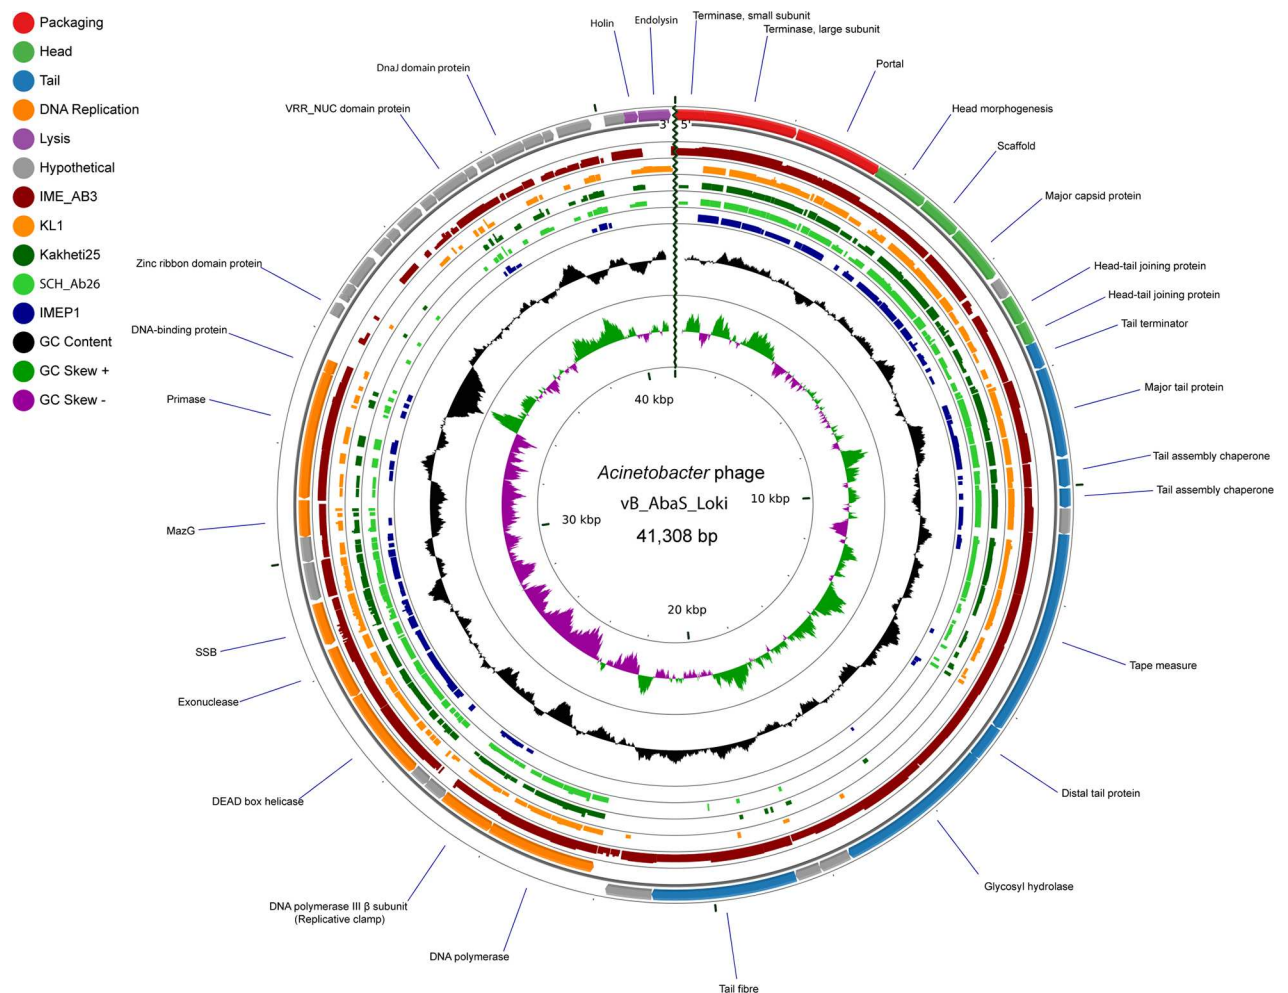 Packaging
Head
Tail
DNA Replication
Lysis
Hypothetical
IME_AB3
KL1
Kakheti25
SCH_Ab26
IMEP1
GC Content
GC Skew +
GC Skew -
Holin
Endolysin
Terminase, small subunit
Terminase, large subunit
Portal
Head morphogenesis
Scaffold
Major capsid protein
Head-tail joining protein
Head-tail joining protein
Tail terminator
Major tail protein
Tail assembly chaperone
Tail assembly chaperone
Tape measure
Distal tail protein
Glycosyl hydrolase
Tail fibre
DNA polymerase
DNA polymerase III β subunit
(Replicative clamp)
DEAD box helicase
Exonuclease
SSB
MazG
Primase
DNA-binding protein
Zinc ribbon domain protein
VRR_NUC domain protein
DnaJ domain protein
3' 5'
40 kbp
10 kbp
30 kbp
20 kbp
Acinetobacter phage
vB_AbaS_Loki
41,308 bp